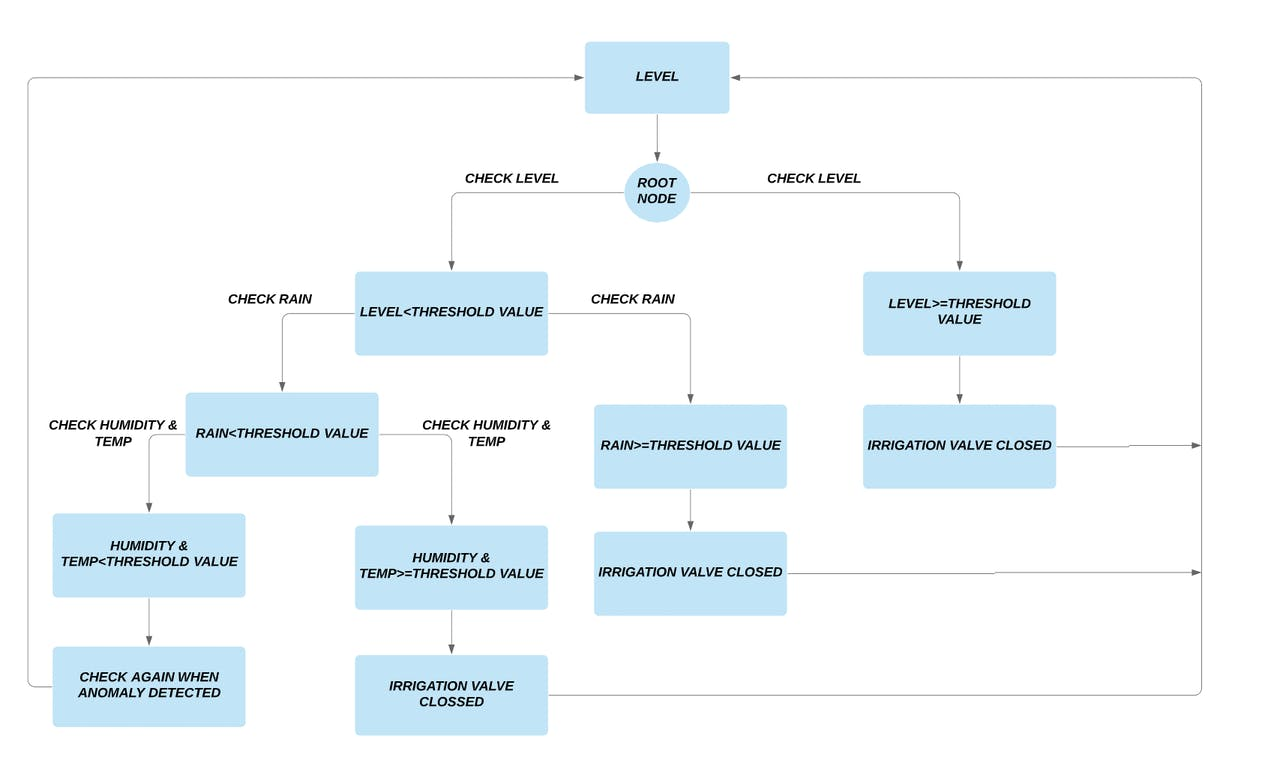 LEVEL
CHECK LEVEL
ROOT
NODE
CHECK LEVEL
CHECK RAIN
LEVEL<THRESHOLD VALUE
CHECK RAIN
LEVEL>=THRESHOLD
VALUE
CHECK HUMIDITY &
TEMP
RAIN<THRESHOLD VALUE
CHECK HUMIDITY &
TEMP
RAIN>=THRESHOLD VALUE
IRRIGATION VALVE CLOSED
HUMIDITY &
TEMP<THRESHOLD VALUE
HUMIDITY &
TEMP>=THRESHOLD VALUE
IRRIGATION VALVE CLOSED
CHECK AGAIN WHEN
ANOMALY DETECTED
IRRIGATION VALVE
CLOSSED